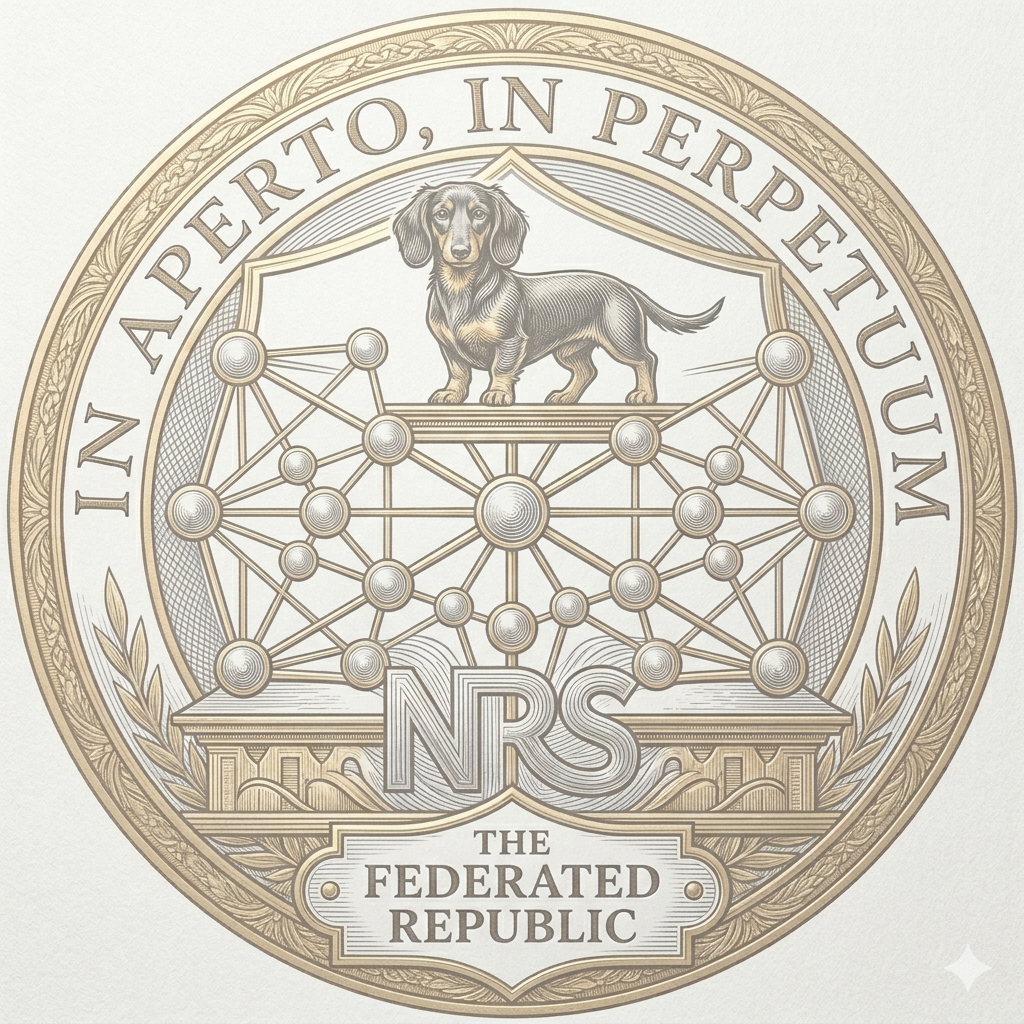 IN APERTO, IN PERPETUUM
NRS
THE
FEDERATED
REPUBLIC